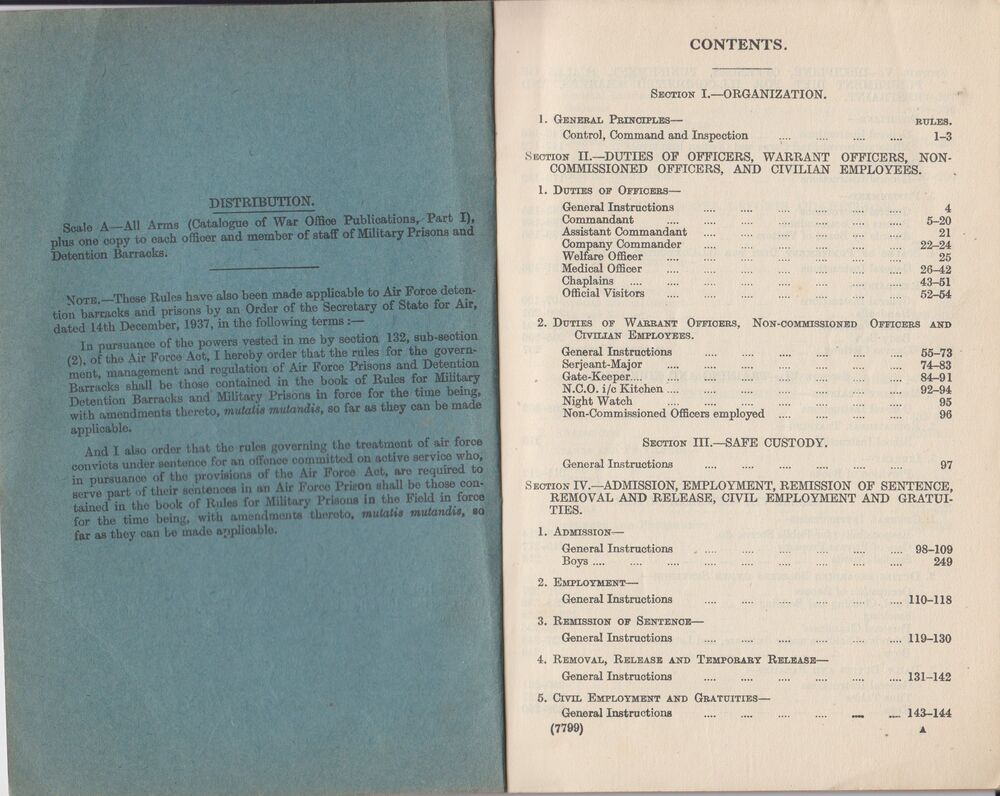 DISTRIBUTION.
Scale A—All Arms (Catalogue of War Office Publications, Part I),
plus one copy to each officer and member of staff of Military Prisons and
Detention Barracks.
NOTE.—These Rules have also been made applicable to Air Force deten-
tion barracks and prisons by an Order of the Secretary of State for Air,
dated 14th December, 1937, in the following terms :—
In pursuance of the powers vested in me by section 132, sub-section
(2), of the Air Force Act, I hereby order that the rules for the govern-
ment, management and regulation of Air Force Prisons and Detention
Barracks shall be those contained in the book of Rules for Military
Detention Barracks and Military Prisons in force for the time being,
with amendments thereto, mutatis mutandis, so far as they can be made
applicable.
And I also order that the rules governing the treatment of air force
convicts under sentence for an offence committed on active service who,
in pursuance of the provisions of the Air Force Act, are required to
serve part of their sentences in an Air Force Prison shall be those con-
tained in the book of Rules for Military Prisons in the Field in force
for the time being, with amendments thereto, mutatis mutandis, so
far as they can be made applicable.
CONTENTS.
SECTION I.—ORGANIZATION.
1. GENERAL PRINCIPLES— RULES.
Control, Command and Inspection .... .... .... .... 1–3
SECTION II.—DUTIES OF OFFICERS, WARRANT OFFICERS, NON-
COMMISSIONED OFFICERS, AND CIVILIAN EMPLOYEES.
1. DUTIES OF OFFICERS—
General Instructions .... .... .... .... .... .... 4
Commandant .... .... .... .... .... .... .... 5–20
Assistant Commandant .... .... .... .... .... .... 21
Company Commander .... .... .... .... .... .... 22–24
Welfare Officer .... .... .... .... .... .... .... 25
Medical Officer .... .... .... .... .... .... .... 26–42
Chaplains .... .... .... .... .... .... .... .... 43–51
Official Visitors .... .... .... .... .... .... .... 52–54
2. DUTIES OF WARRANT OFFICERS, NON-COMMISSIONED OFFICERS AND
CIVILIAN EMPLOYEES.
General Instructions .... .... .... .... .... .... 55–73
Serjeant-Major .... .... .... .... .... .... .... 74–83
Gate-Keeper.... .... .... .... .... .... .... .... 84–91
N.C.O. i/c Kitchen .... .... .... .... .... .... .... 92–94
Night Watch .... .... .... .... .... .... .... 95
Non-Commissioned Officers employed .... .... .... .... 96
SECTION III.—SAFE CUSTODY.
General Instructions .... .... .... .... .... .... 97
SECTION IV.—ADMISSION, EMPLOYMENT, REMISSION OF SENTENCE,
REMOVAL AND RELEASE, CIVIL EMPLOYMENT AND GRATUI-
TIES.
1. ADMISSION—
General Instructions .... .... .... .... .... .... 98–109
Boys .... .... .... .... .... .... .... .... .... 249
2. EMPLOYMENT—
General Instructions .... .... .... .... .... .... 110–118
3. REMISSION OF SENTENCE—
General Instructions .... .... .... .... .... .... 119–130
4. REMOVAL, RELEASE AND TEMPORARY RELEASE—
General Instructions .... .... .... .... .... .... 131–142
5. CIVIL EMPLOYMENT AND GRATUITIES—
General Instructions .... .... .... .... .... .... 143–144
(7799) A